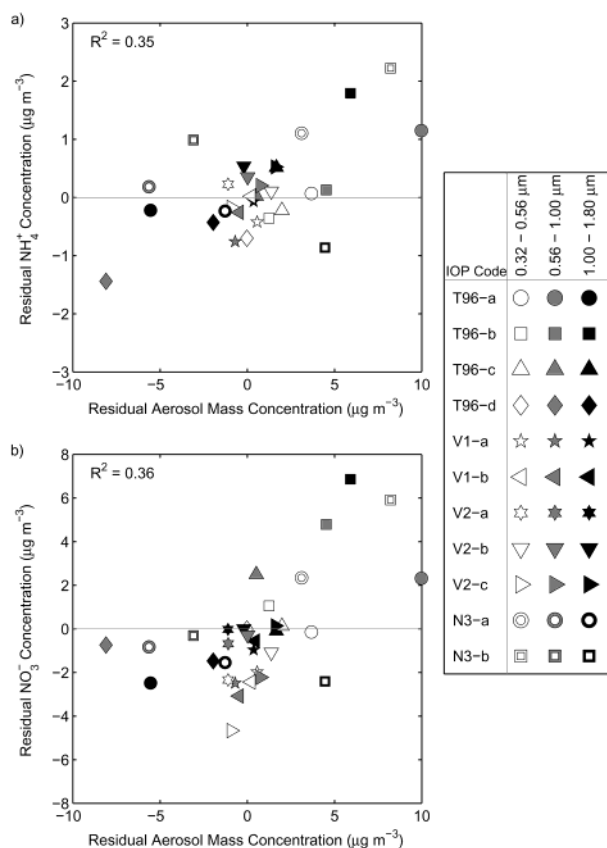 a)
R² = 0.35
3
2
1
0
−1
−2
−3
Residual NH₄⁺ Concentration (μg m⁻³)
−10 −5 0 5 10
Residual Aerosol Mass Concentration (μg m⁻³)
b)
R² = 0.36
8
6
4
2
0
−2
−4
−6
−8
Residual NO₃⁻ Concentration (μg m⁻³)
−10 −5 0 5 10
Residual Aerosol Mass Concentration (μg m⁻³)
IOP Code
0.32 − 0.56 μm
0.56 − 1.00 μm
1.00 − 1.80 μm
T96−a
T96−b
T96−c
T96−d
V1−a
V1−b
V2−a
V2−b
V2−c
N3−a
N3−b